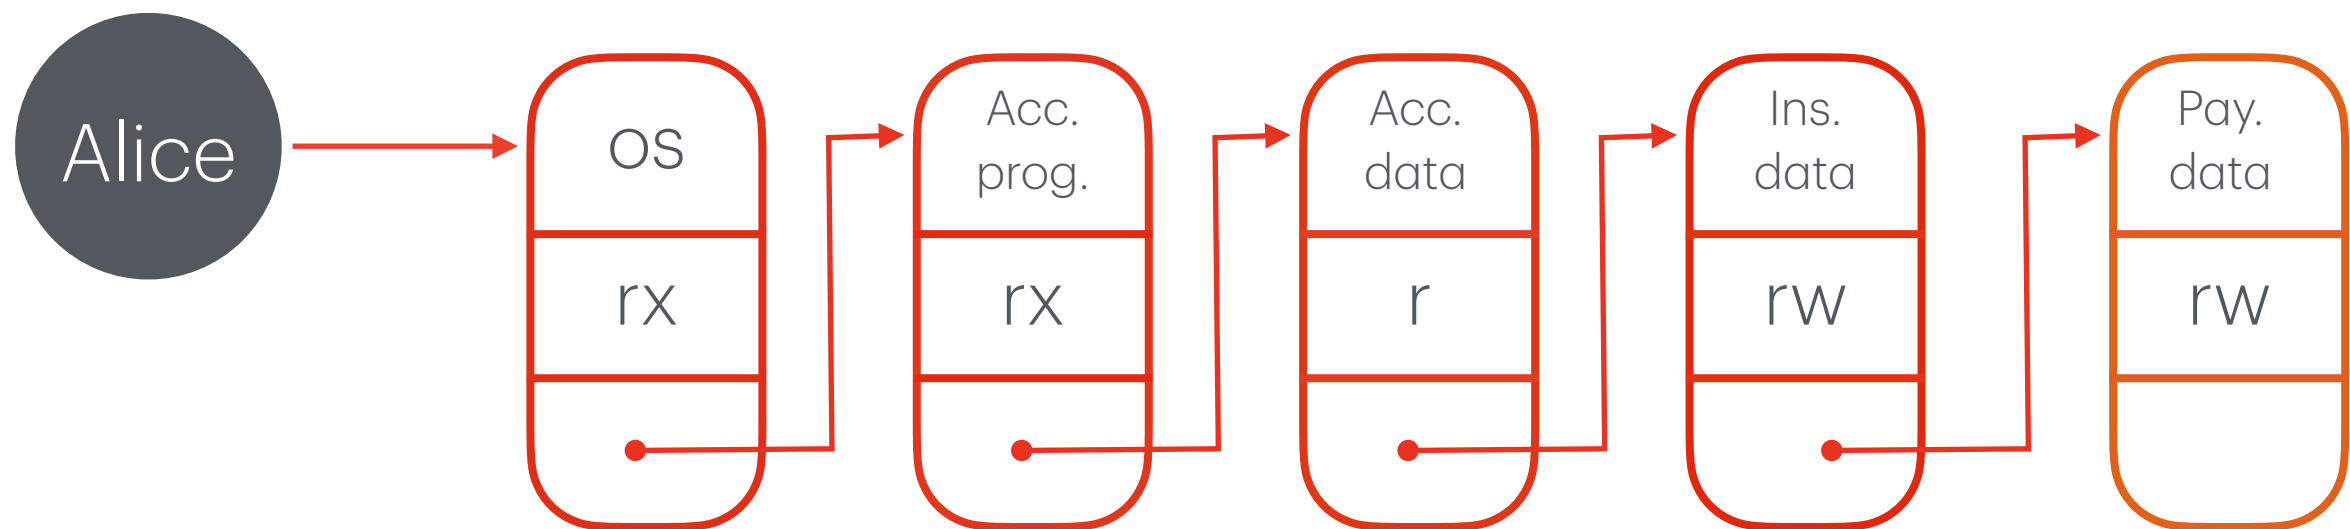 Alice
OS
rx
Acc.
prog.
rx
Acc.
data
r
Ins.
data
rw
Pay.
data
rw